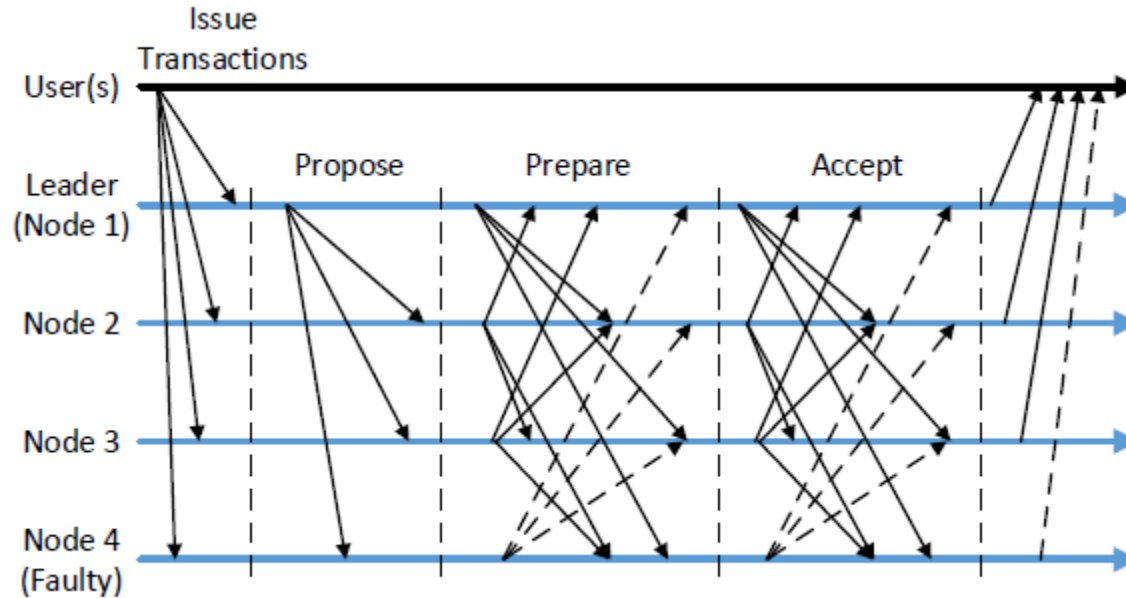 Issue
Transactions
User(s)
Propose
Prepare
Accept
Leader
(Node 1)
Node 2
Node 3
Node 4
(Faulty)